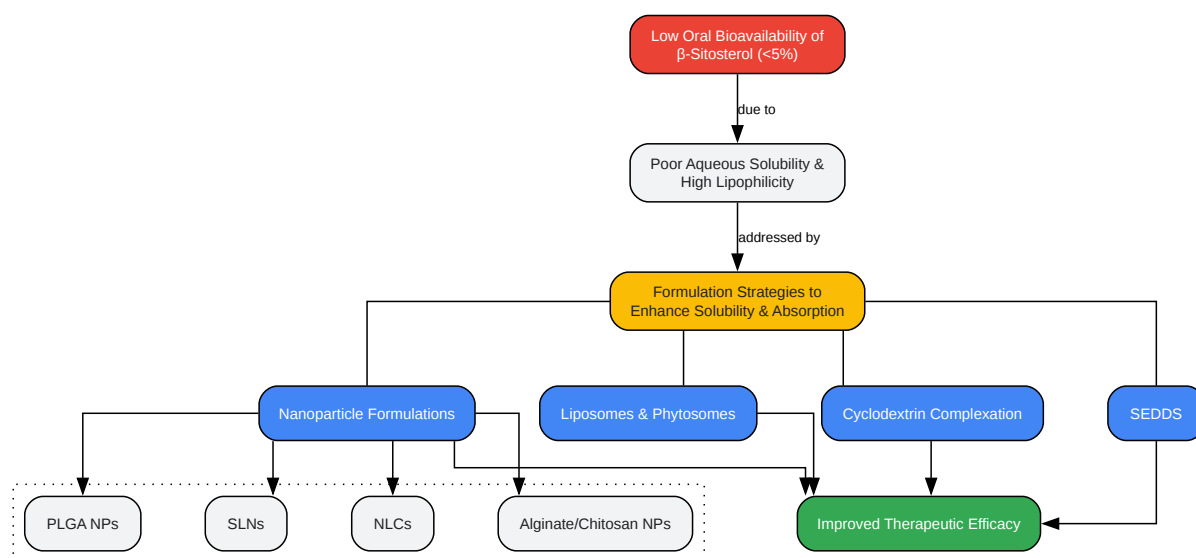 Low Oral Bioavailability of
β-Sitosterol (<5%)
due to
Poor Aqueous Solubility &
High Lipophilicity
addressed by
Formulation Strategies to
Enhance Solubility & Absorption
Nanoparticle Formulations
Liposomes & Phytosomes
Cyclodextrin Complexation
SEDDS
PLGA NPs
SLNs
NLCs
Alginate/Chitosan NPs
Improved Therapeutic Efficacy